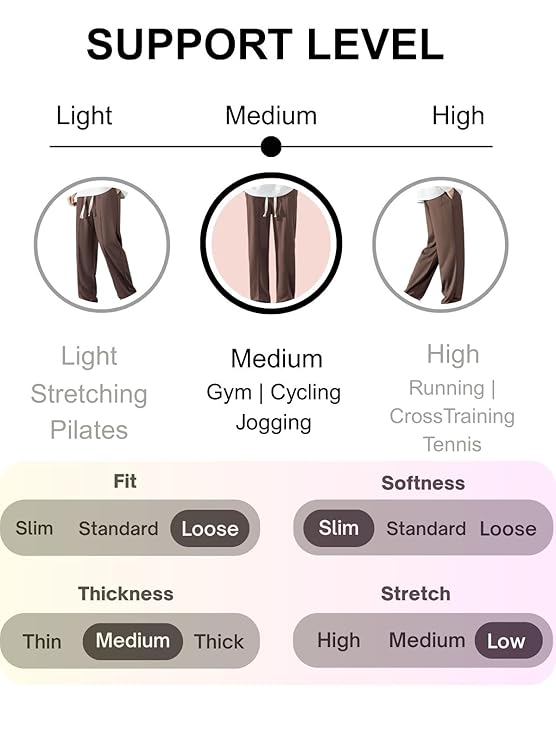 SUPPORT LEVEL
Light Medium High
Light
Stretching
Pilates
Medium
Gym | Cycling
Jogging
High
Running |
CrossTraining
Tennis
Fit
Slim Standard Loose
Softness
Slim Standard Loose
Thickness
Thin Medium Thick
Stretch
High Medium Low